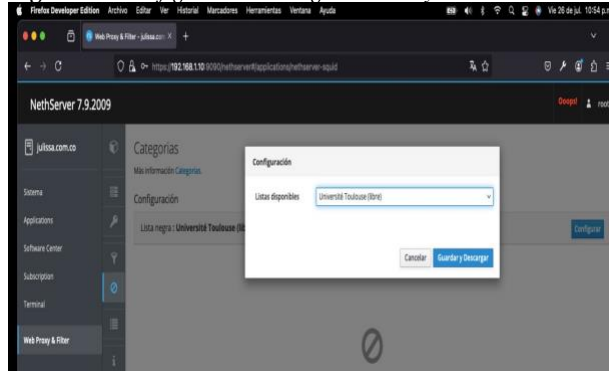 Firefox Developer Edition Archivo Editar Ver Historial Marcadores Herramientas Ventana Ayuda
Vie 26 de jul. 10:54 p.m
Web Proxy & Filter - julissa.com
https://192.168.1.10:9090/nethserver#/applications/nethserver-squid
NethServer 7.9.2009
Ooops!
root
julissa.com.co
Categorias
Más información Categorias
Configuración
Listas disponibles
Université Toulouse (libre)
Sistema
Configuración
Applications
Lista negra : Université Toulouse (lib
Configurar
Software Center
Cancelar
Guardar y Descargar
Subscription
Terminal
Web Proxy & Filter